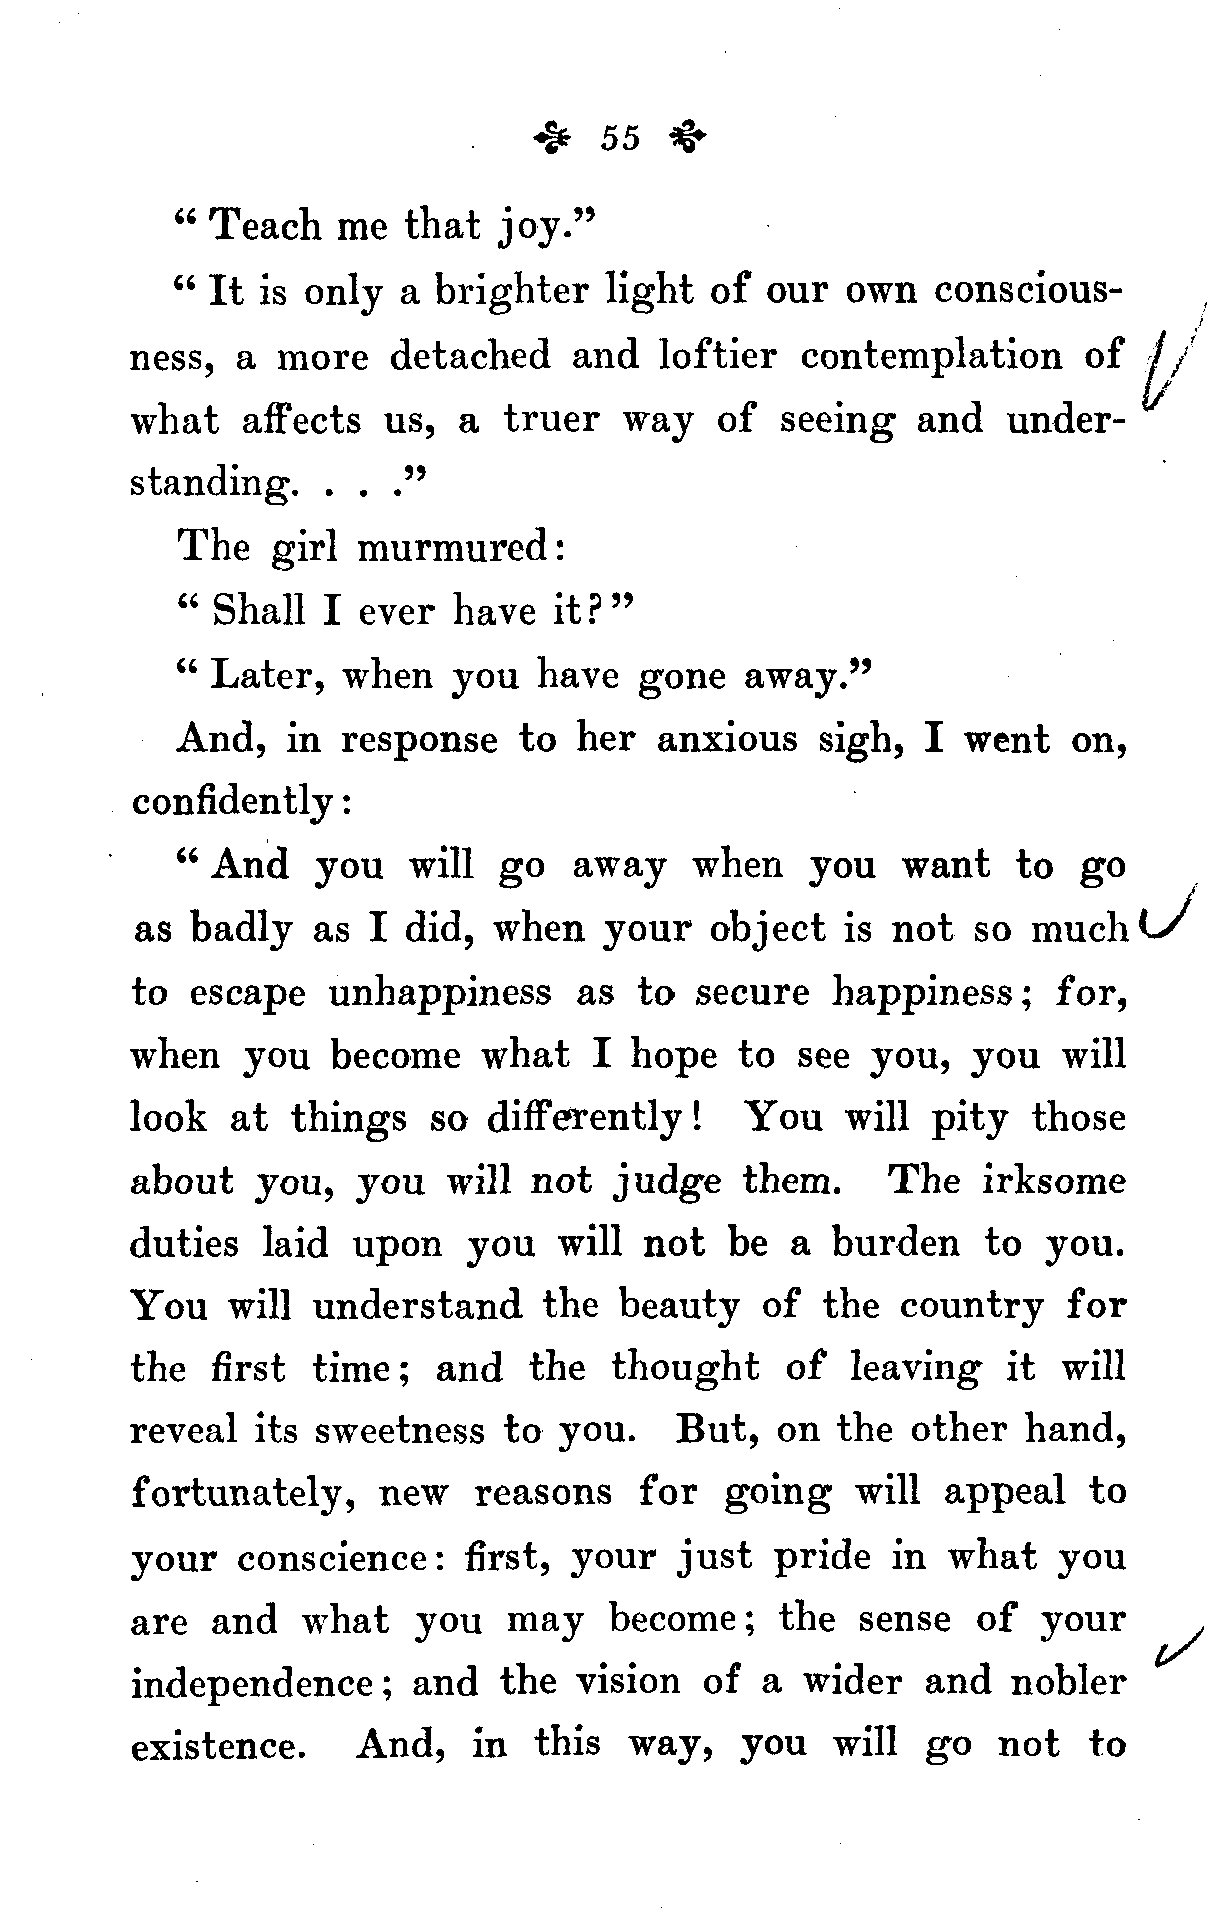 55
“ Teach me that joy.”
“ It is only a brighter light of our own conscious-
ness, a more detached and loftier contemplation of
what affects us, a truer way of seeing and under-
standing. . . .”
The girl murmured:
“ Shall I ever have it?”
“ Later, when you have gone away.”
And, in response to her anxious sigh, I went on,
confidently:
“ And you will go away when you want to go
as badly as I did, when your object is not so much
to escape unhappiness as to secure happiness; for,
when you become what I hope to see you, you will
look at things so differently! You will pity those
about you, you will not judge them. The irksome
duties laid upon you will not be a burden to you.
You will understand the beauty of the country for
the first time; and the thought of leaving it will
reveal its sweetness to you. But, on the other hand,
fortunately, new reasons for going will appeal to
your conscience: first, your just pride in what you
are and what you may become; the sense of your
independence; and the vision of a wider and nobler
existence. And, in this way, you will go not to